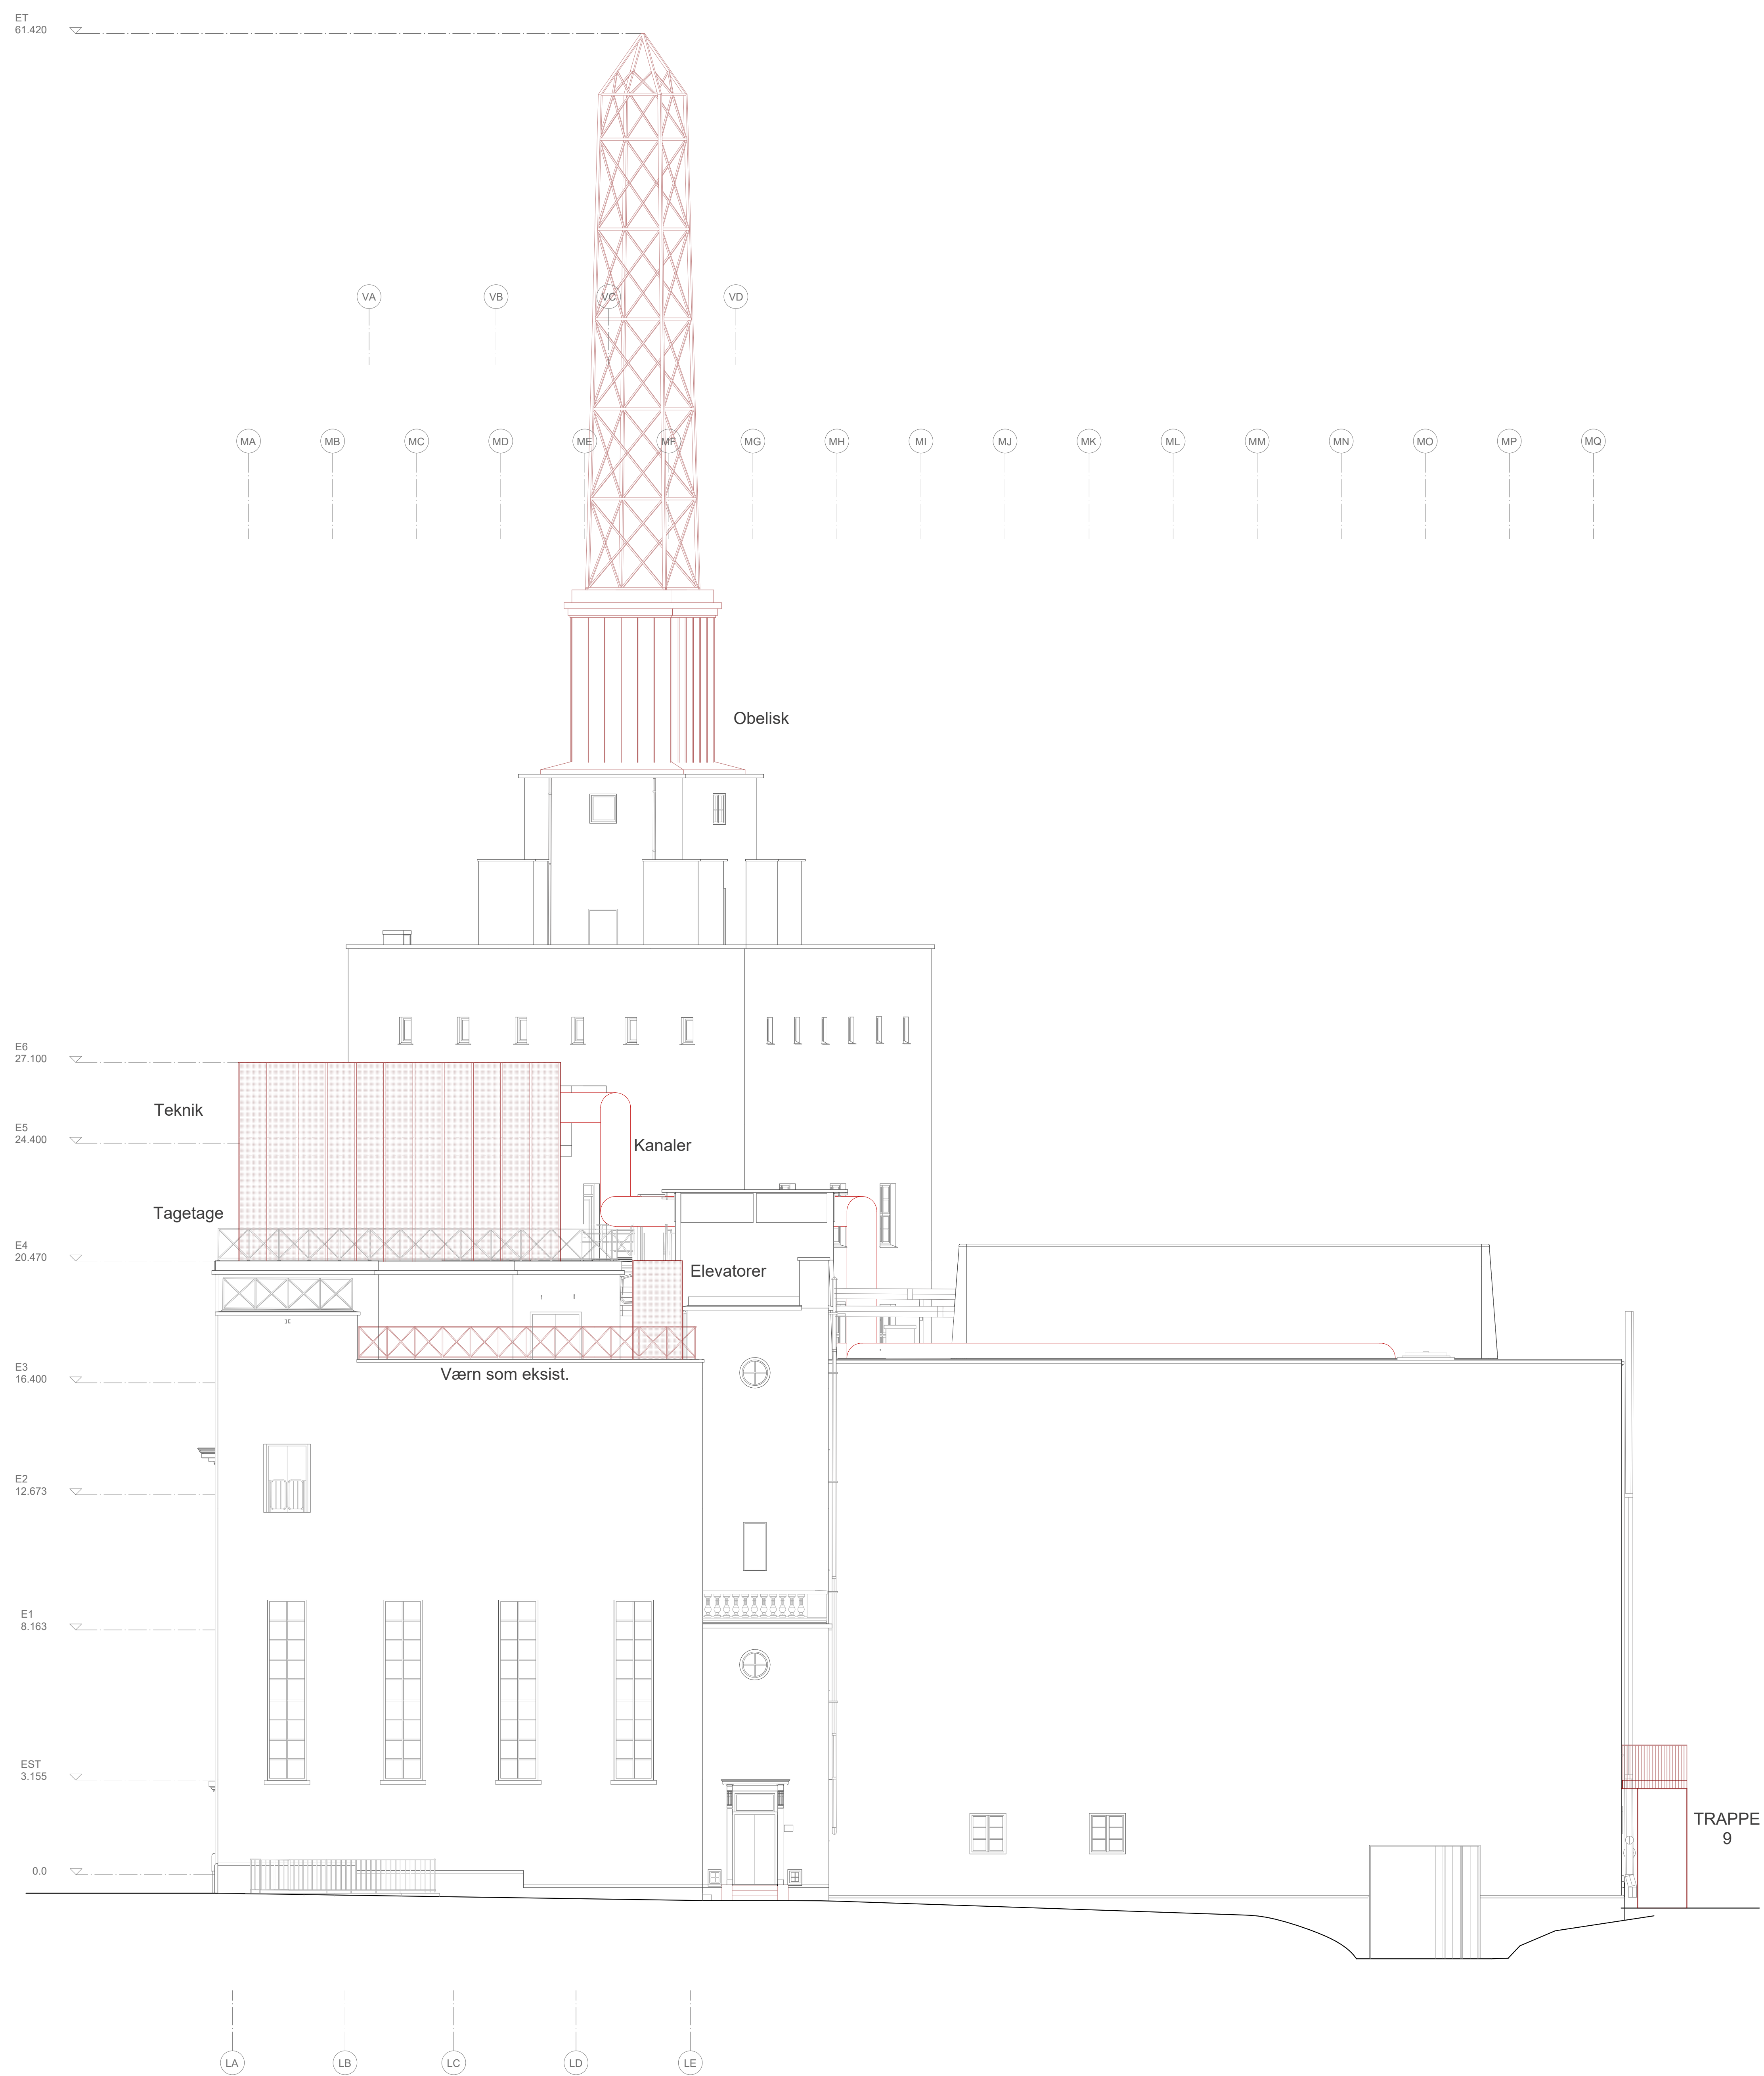 ET
61.420
VA VB VC VD
MA MB MC MD ME MF MG MH MI MJ MK ML MM MN MO MP MQ
Obelisk
E6
27.100
Teknik
E5
24.400
Kanaler
Tagetage
E4
20.470
Elevatorer
E3
16.400
Værn som eksist.
E2
12.673
E1
8.163
EST
3.155
TRAPPE
9
0.0
LA LB LC LD LE